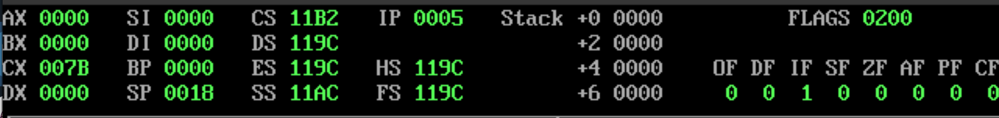 AX 0000 SI 0000 CS 11B2 IP 0005 Stack +0 0000 FLAGS 0200
BX 0000 DI 0000 DS 119C +2 0000
CX 007B BP 0000 ES 119C HS 119C +4 0000 OF DF IF SF ZF AF PF CF
DX 0000 SP 0018 SS 11AC FS 119C +6 0000 0 0 1 0 0 0 0 0